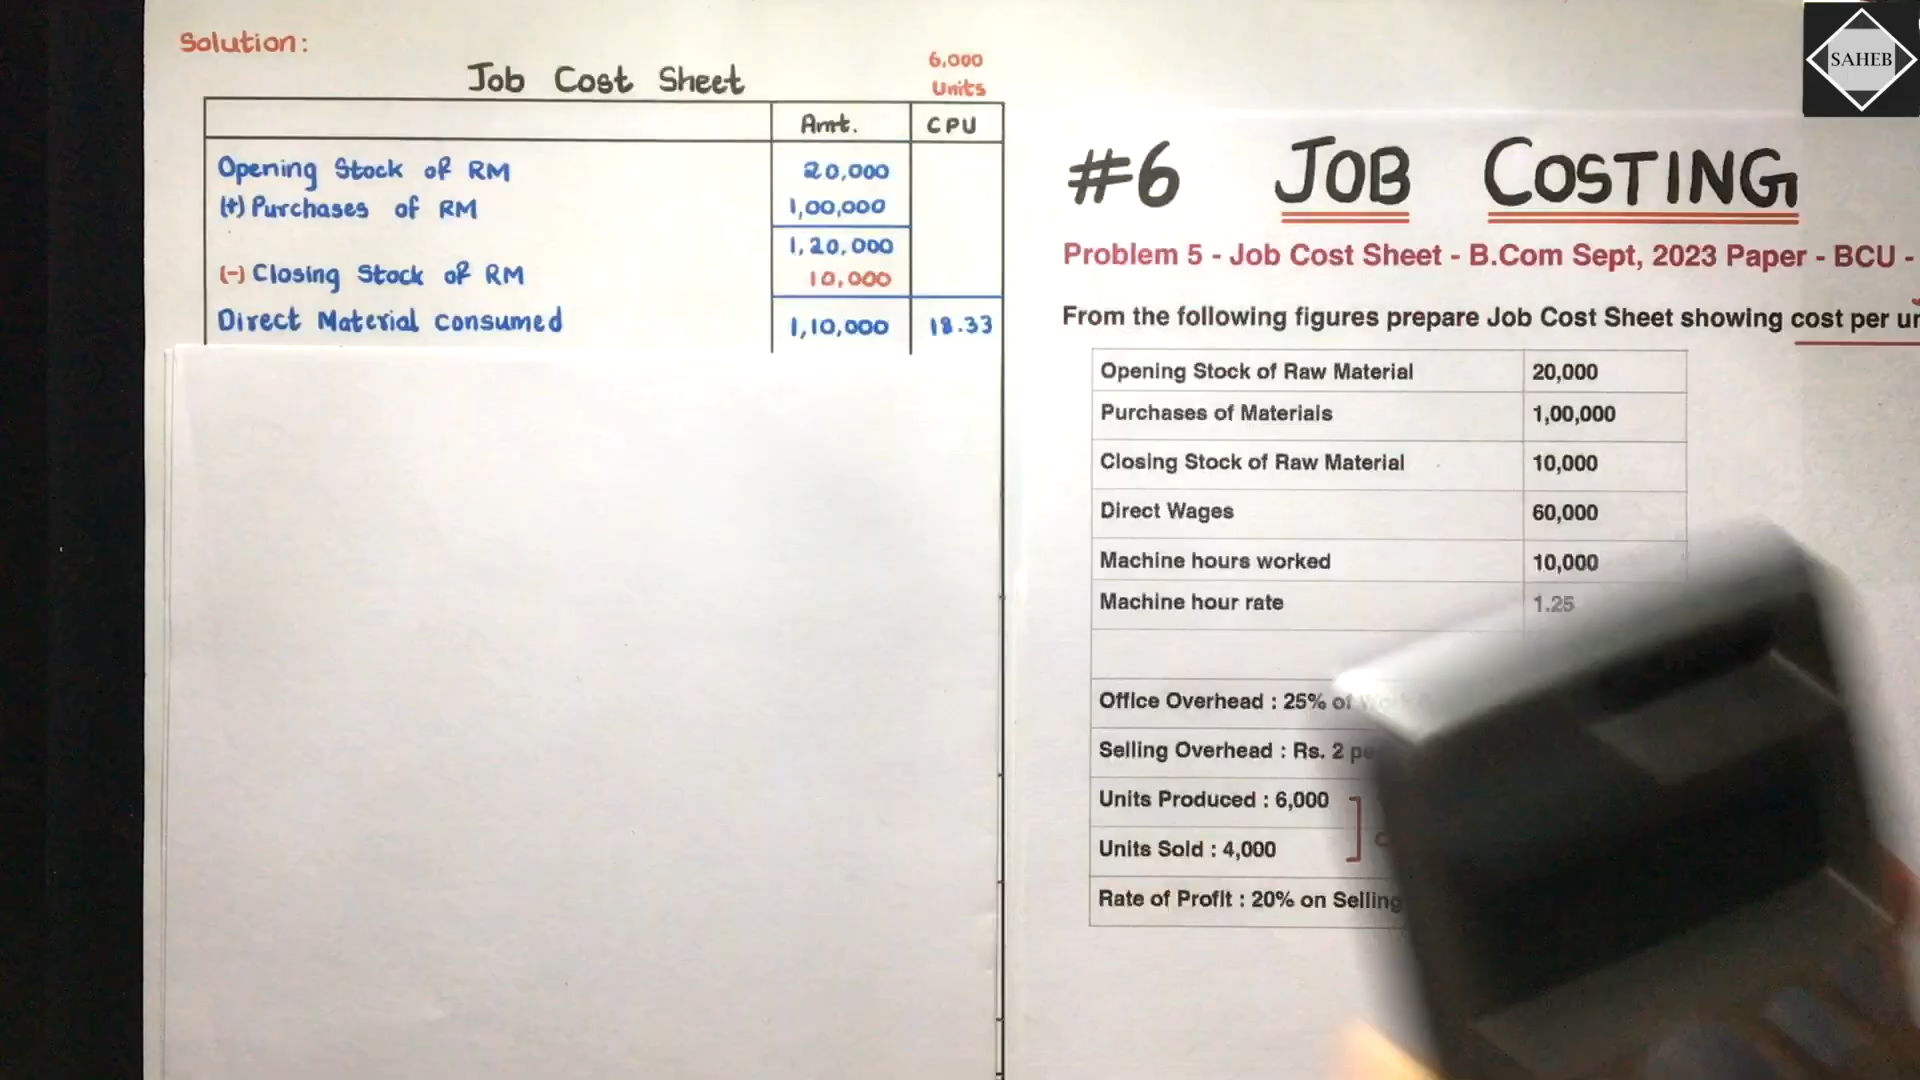 Solution:
Job Cost Sheet
6,000
Units
Amt. CPU
Opening Stock of RM 20,000
(+) Purchases of RM 1,00,000
1,20,000
(-) Closing Stock of RM 10,000
Direct Material consumed 1,10,000 18.33
SAHEB
#6 JOB COSTING
Problem 5 - Job Cost Sheet - B.Com Sept, 2023 Paper - BCU -
From the following figures prepare Job Cost Sheet showing cost per
Opening Stock of Raw Material 20,000
Purchases of Materials 1,00,000
Closing Stock of Raw Material 10,000
Direct Wages 60,000
Machine hours worked 10,000
Machine hour rate 1.25
Office Overhead : 25% of
Selling Overhead : Rs. 2
Units Produced : 6,000
Units Sold : 4,000
Rate of Profit : 20% on Selling